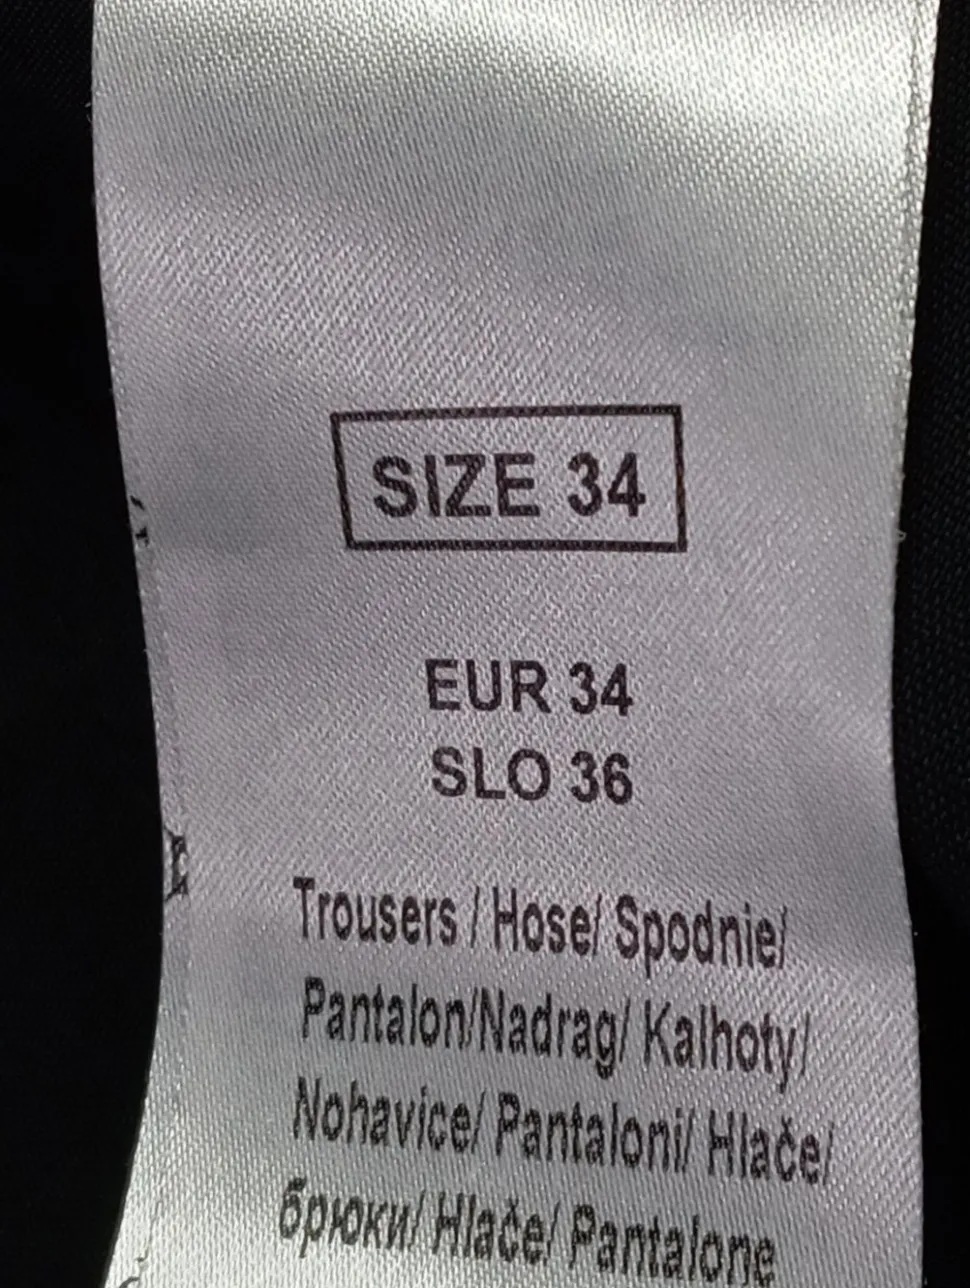 SIZE 34
EUR 34
SLO 36
Trousers / Hose/ Spodnie/
Pantalon/Nadrag/ Kalhoty/
Nohavice/ Pantaloni/ Hlače/
брюки/ Hlače/ Pantalone